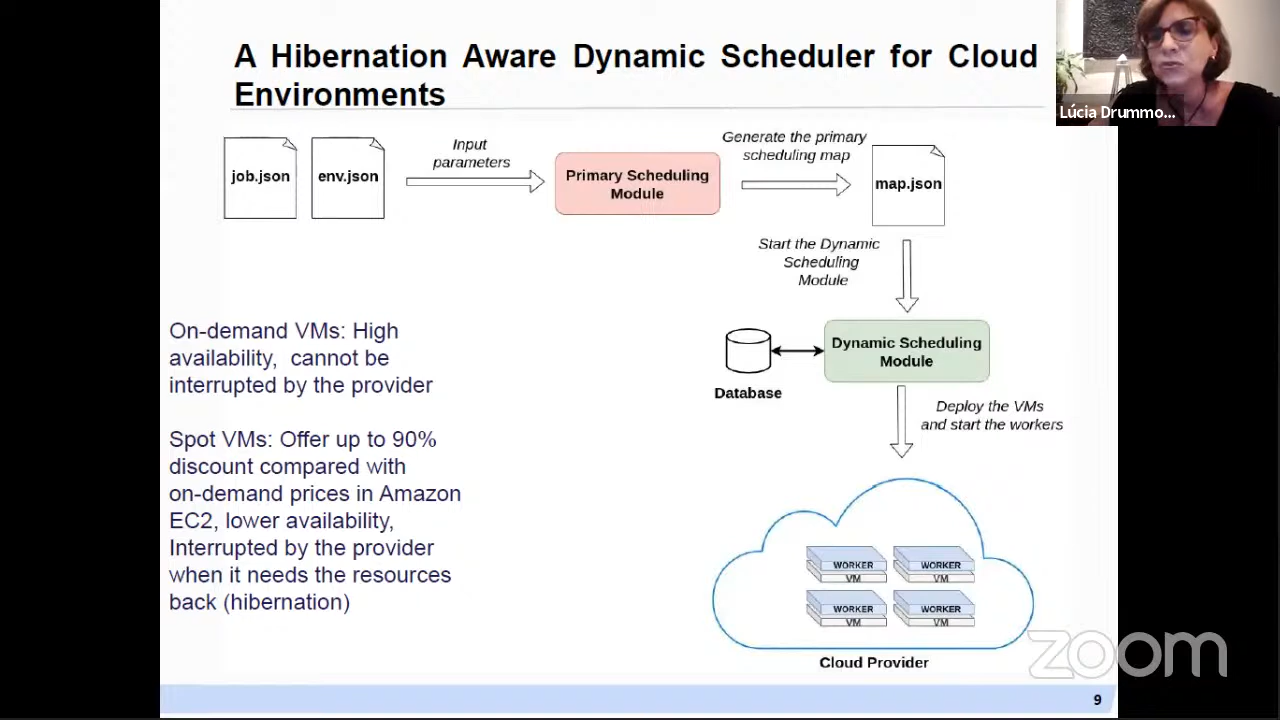 A Hibernation Aware Dynamic Scheduler for Cloud
Environments
Lúcia Drummo...
job.json
env.json
Input
parameters
Primary Scheduling
Module
Generate the primary
scheduling map
map.json
Start the Dynamic
Scheduling
Module
On-demand VMs: High
availability,  cannot be
interrupted by the provider
Database
Dynamic Scheduling
Module
Deploy the VMs
and start the workers
Spot VMs: Offer up to 90%
discount compared with
on-demand prices in Amazon
EC2, lower availability,
Interrupted by the provider
when it needs the resources
back (hibernation)
WORKER
VM
WORKER
VM
WORKER
VM
WORKER
VM
Cloud Provider
zoom
9